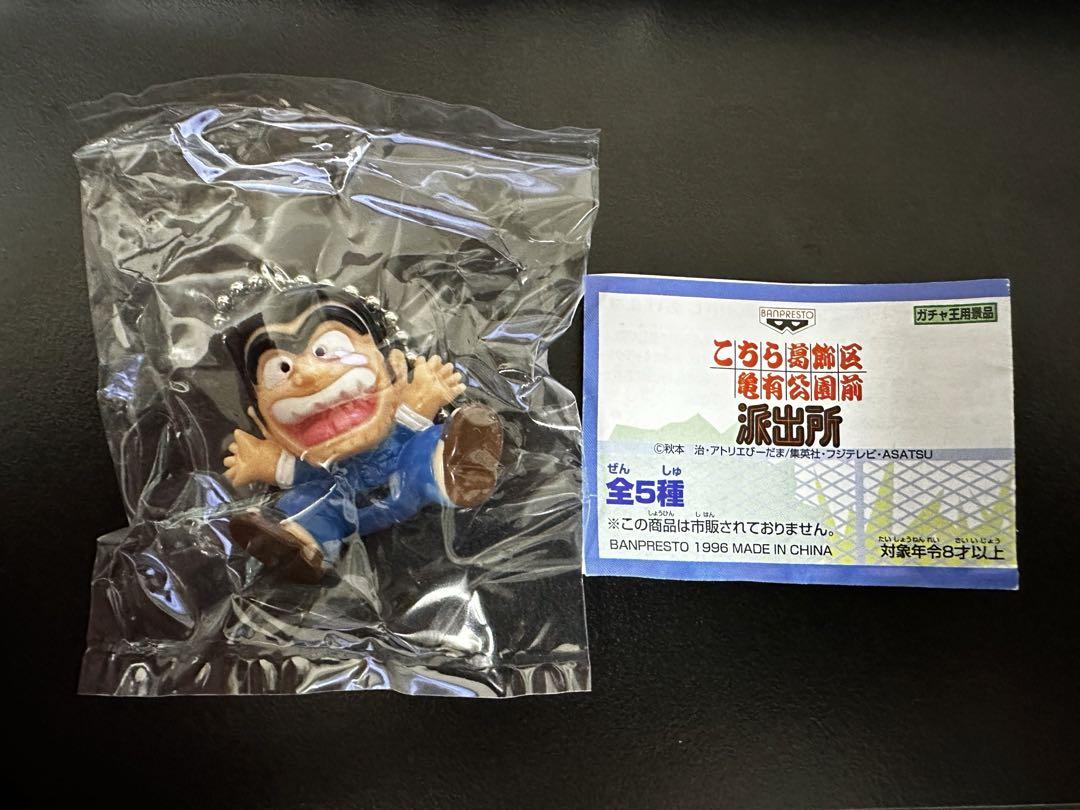 BANPRESTO
ガチャ王用景品
こちら葛飾区
亀有公園前
派出所
©秋本 治・アトリエびーだま/集英社・フジテレビ・ASATSU
ぜん しゅ
全5種
しょうひん しはん
※この商品は市販されておりません。
BANPRESTO 1996 MADE IN CHINA
たいしょうねんれい さいいじょう
対象年令8才以上